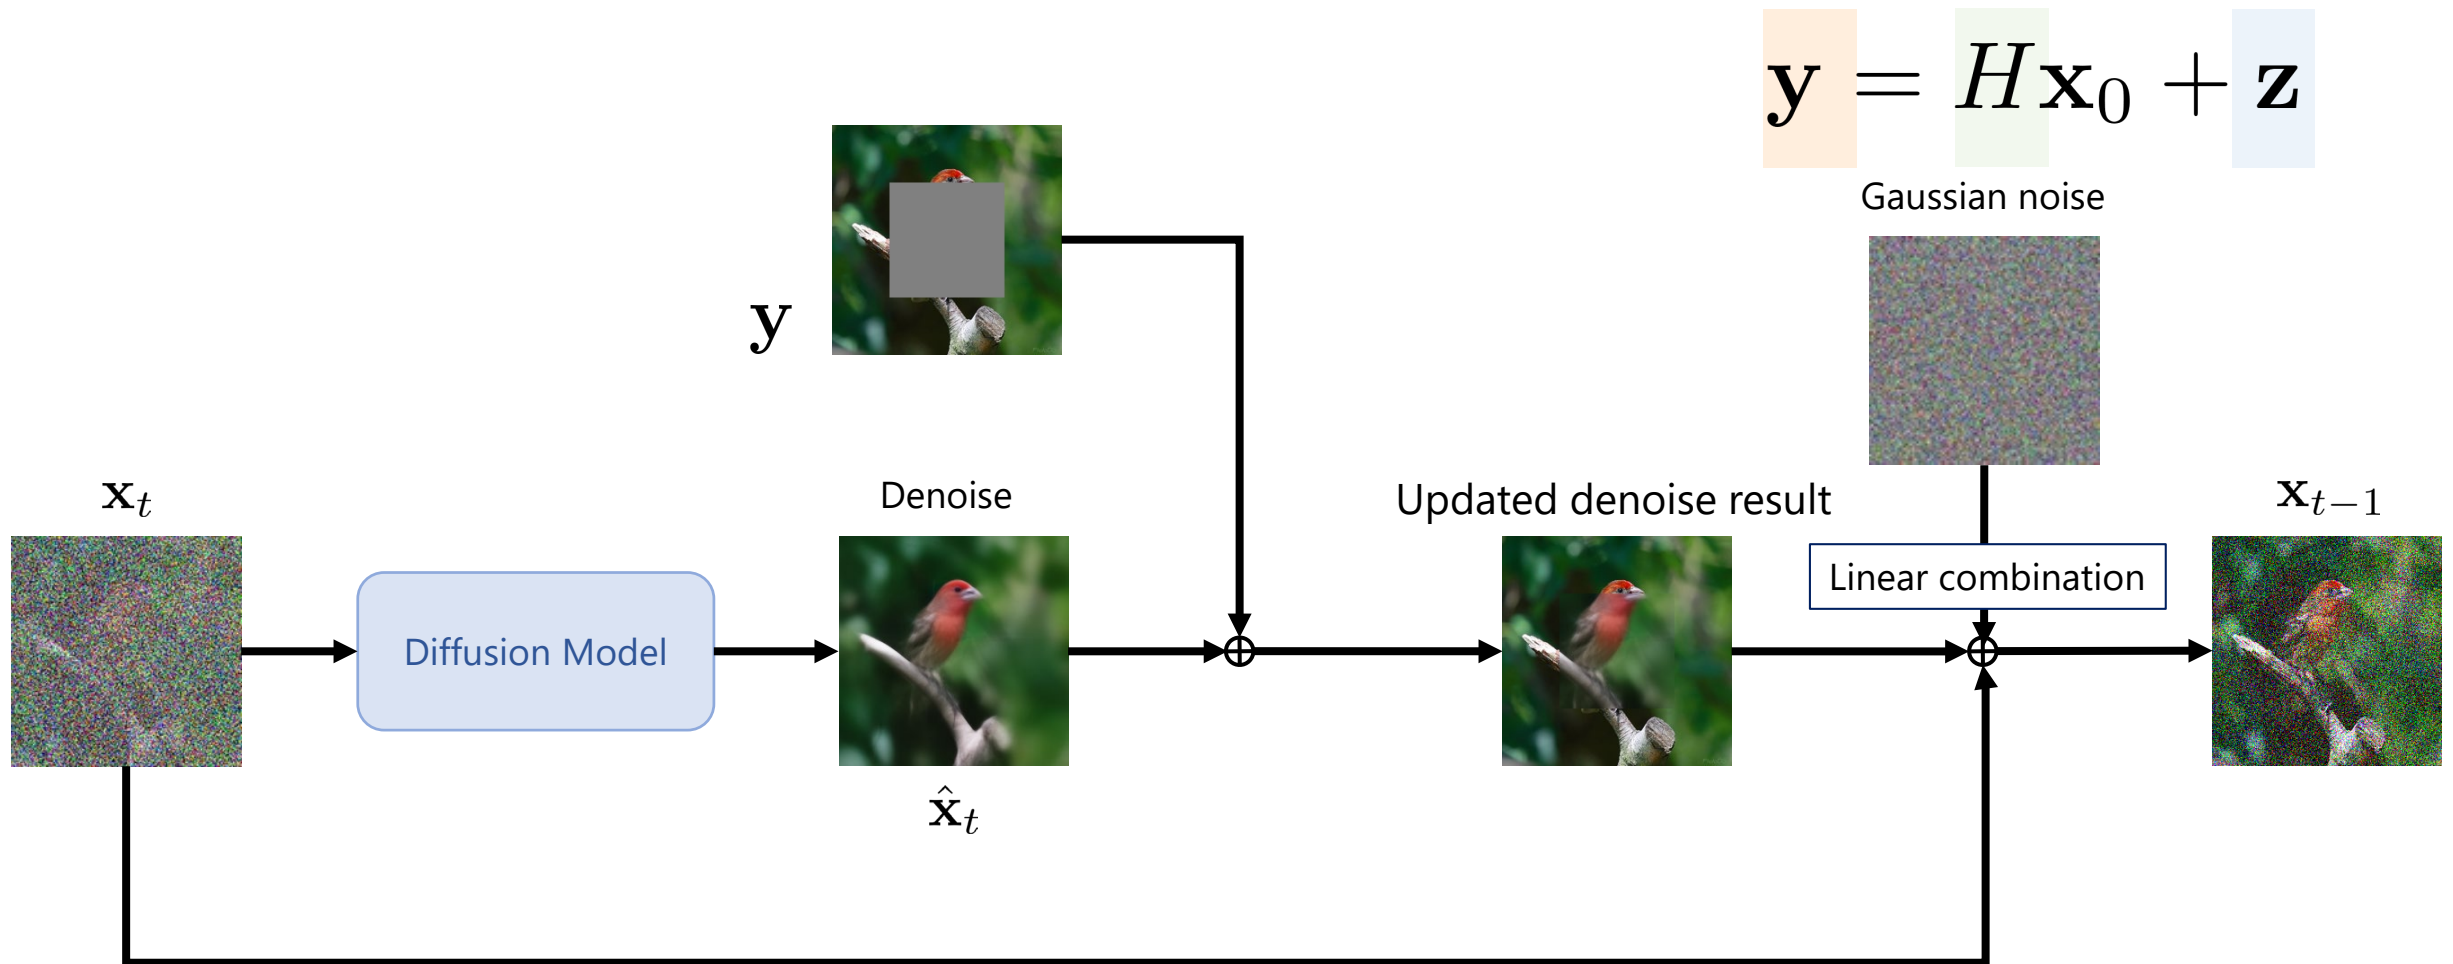 𝐲 = H𝐱₀ + 𝐳
Gaussian noise
𝐲
𝐱ₜ
Denoise
Updated denoise result
𝐱ₜ₋₁
Linear combination
Diffusion Model
𝐱̂ₜ